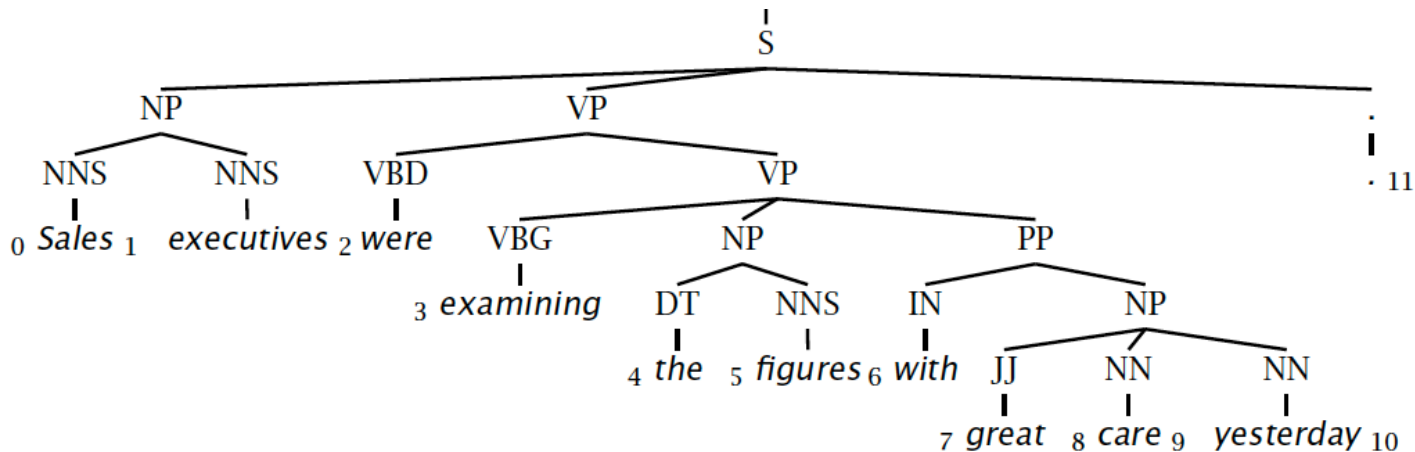 S
NP VP .
NNS NNS VBD VP . 11
0 Sales 1 executives 2 were VBG NP PP
3 examining DT NNS IN NP
4 the 5 figures 6 with JJ NN NN
7 great 8 care 9 yesterday 10